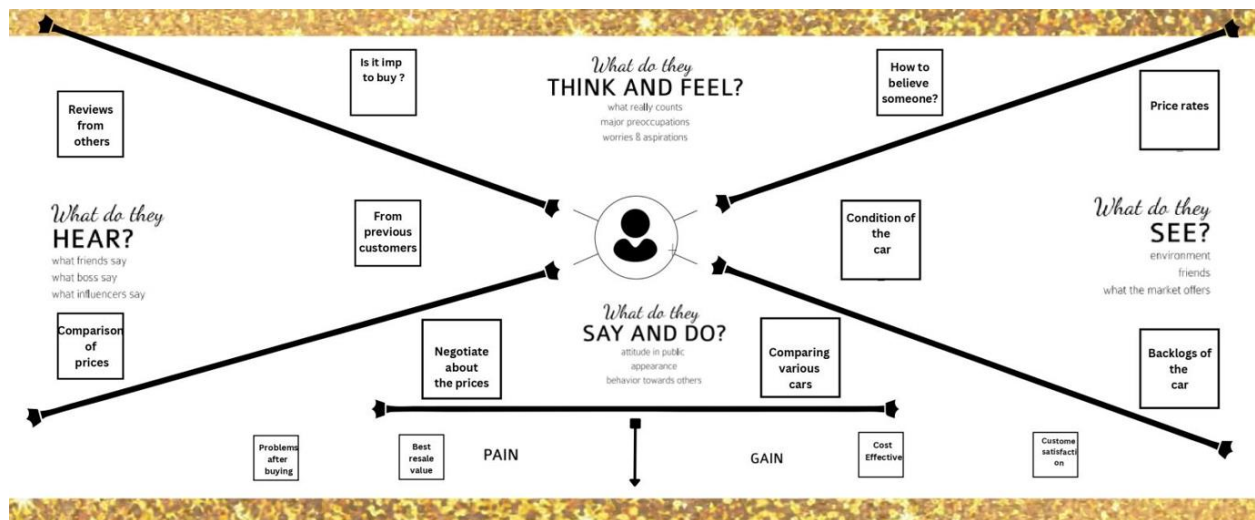 What do they
THINK AND FEEL?
what really counts
major preoccupations
worries & aspirations
Is it imp
to buy ?
How to
believe
someone?
Reviews
from
others
What do they
HEAR?
what friends say
what boss say
what influencers say
From
previous
customers
Comparison
of
prices
Price rates
Condition of
the
car
What do they
SEE?
environment
friends
what the market offers
Backlogs of
the
car
What do they
SAY AND DO?
attitude in public
appearance
behavior towards others
Negotiate
about
the prices
Comparing
various
cars
Problems
after
buying
Best
resale
value
PAIN
GAIN
Cost
Effective
Custome
satisfacti
on